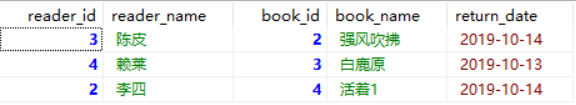 reader_id reader_name book_id book_name return_date
3 陈皮 2 强风吹拂 2019-10-14
4 赖莱 3 白鹿原 2019-10-13
2 李四 4 活着1 2019-10-14